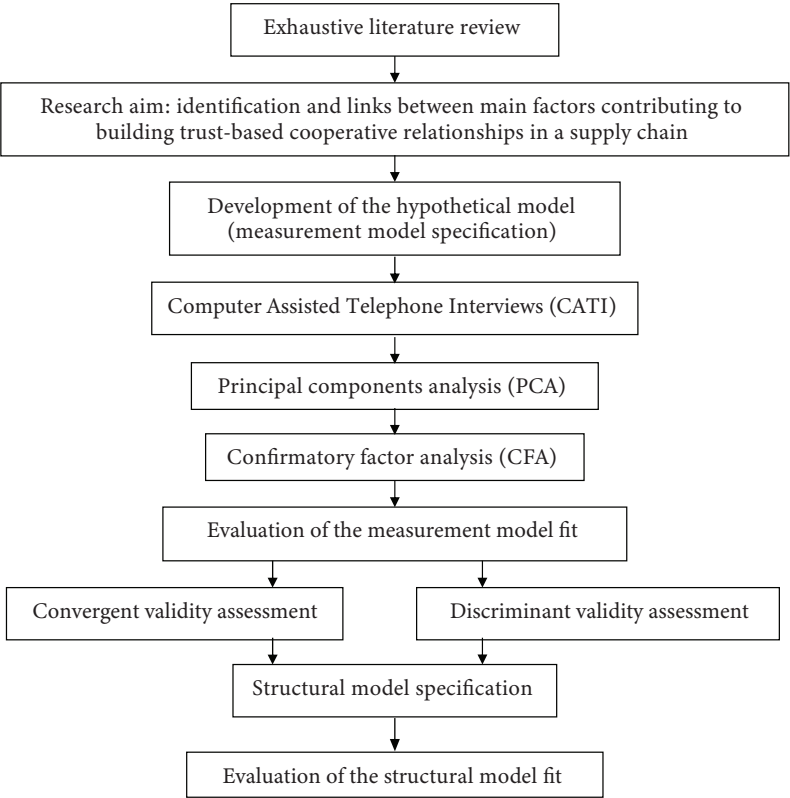 Exhaustive literature review
Research aim: identification and links between main factors contributing to
building trust-based cooperative relationships in a supply chain
Development of the hypothetical model
(measurement model specification)
Computer Assisted Telephone Interviews (CATI)
Principal components analysis (PCA)
Confirmatory factor analysis (CFA)
Evaluation of the measurement model fit
Convergent validity assessment
Discriminant validity assessment
Structural model specification
Evaluation of the structural model fit